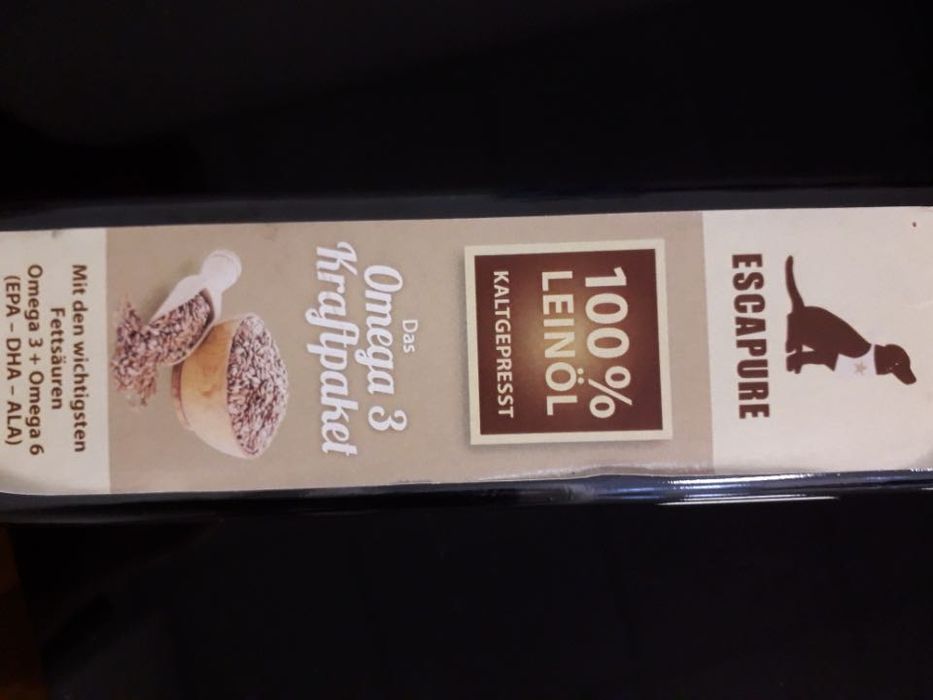 ESCAPURE
100 %
LEINÖL
KALTGEPRESST
Das
Omega 3
Kraftpaket
Mit den wichtigsten
Fettsäuren
Omega 3 + Omega 6
(EPA – DHA – ALA)